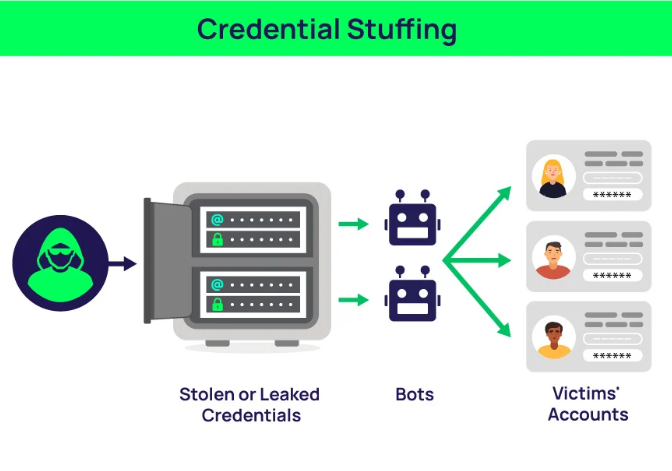 Credential Stuffing
@ • • • • • • •
• • • • • • •
@ • • • • • • •
• • • • • • •
******
******
******
Stolen or Leaked
Credentials
Bots
Victims'
Accounts